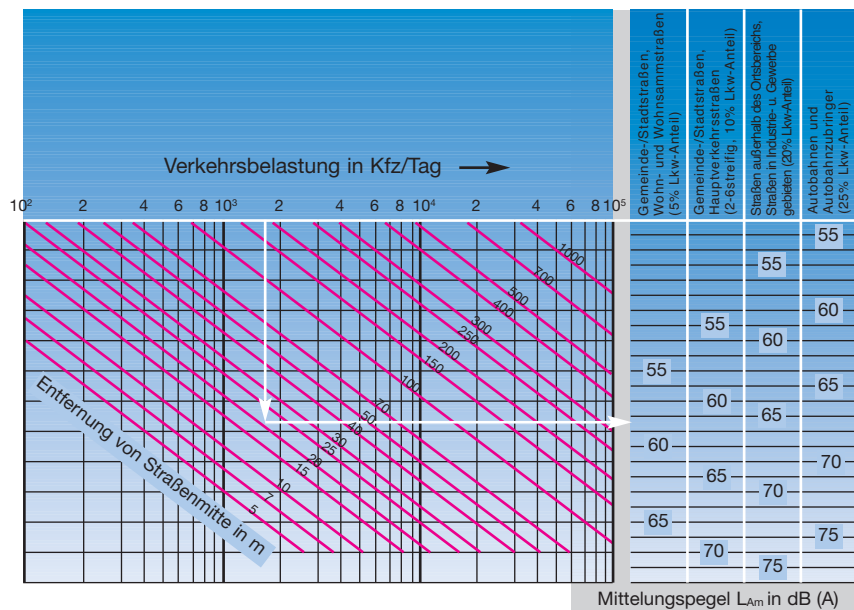 Verkehrsbelastung in Kfz/Tag
10² 2 4 6 8 10³ 2 4 6 8 10⁴ 2 4 6 8 10⁵
Gemeinde-/Stadtstraßen,
Wohn- und Wohnsammstraßen
(5% Lkw-Anteil)
Gemeinde-/Stadtstraßen,
Hauptverkehrsstraßen
(2-6streifig, 10% Lkw-Anteil)
Straßen außerhalb des Ortsbereichs,
Straßen in Industrie- u. Gewerbe
gebieten (20% Lkw-Anteil)
Autobahnen und
Autobahnzubringer
(25% Lkw-Anteil)
1000
700
500
400
300
250
200
150
100
70
50
40
30
25
20
15
10
7
5
Entfernung von Straßenmitte in m
55
60
65
55
60
65
70
55
60
65
70
75
55
60
65
70
75
Mittelungspegel LAm in dB (A)